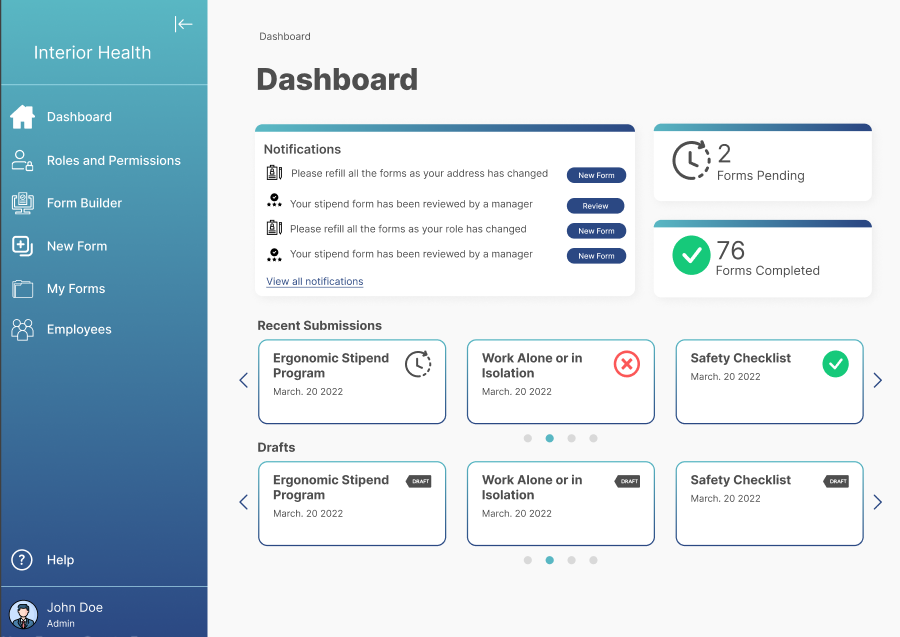 Interior Health
Dashboard
Roles and Permissions
Form Builder
New Form
My Forms
Employees
Help
John Doe
Admin
Dashboard
Dashboard
Notifications
Please refill all the forms as your address has changed
New Form
Your stipend form has been reviewed by a manager
Review
Please refill all the forms as your role has changed
New Form
Your stipend form has been reviewed by a manager
New Form
View all notifications
2
Forms Pending
76
Forms Completed
Recent Submissions
Ergonomic Stipend
Program
March. 20 2022
Work Alone or in
Isolation
March. 20 2022
Safety Checklist
March. 20 2022
Drafts
Ergonomic Stipend
Program
DRAFT
March. 20 2022
Work Alone or in
Isolation
DRAFT
March. 20 2022
Safety Checklist
DRAFT
March. 20 2022